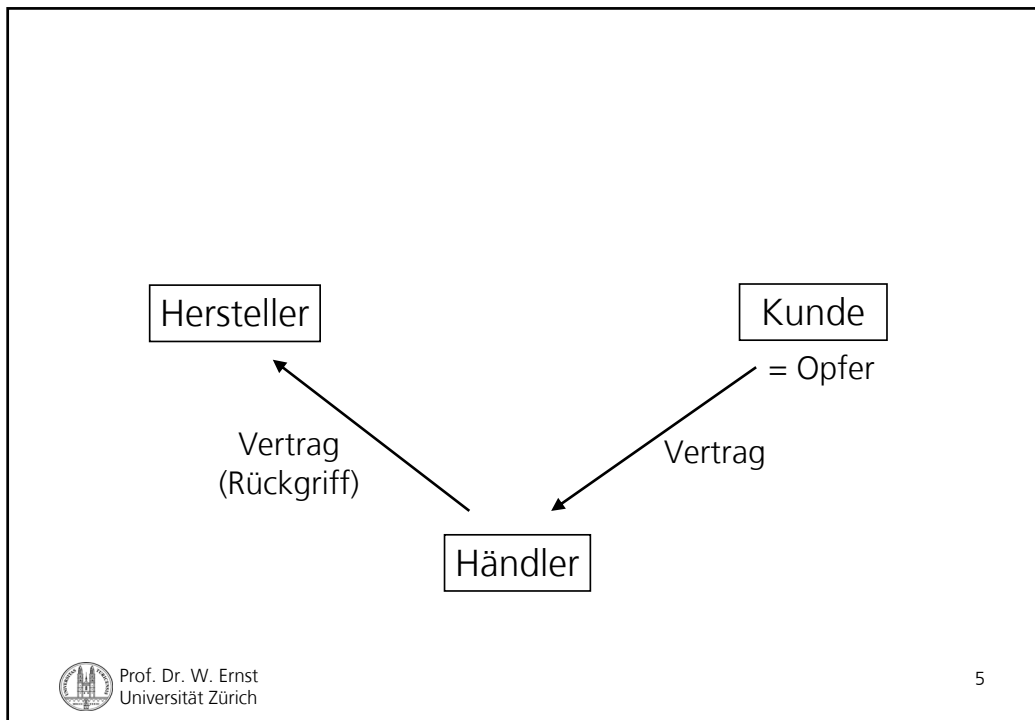 Hersteller
Kunde
= Opfer
Vertrag
(Rückgriff)
Vertrag
Händler
Prof. Dr. W. Ernst
Universität Zürich
5